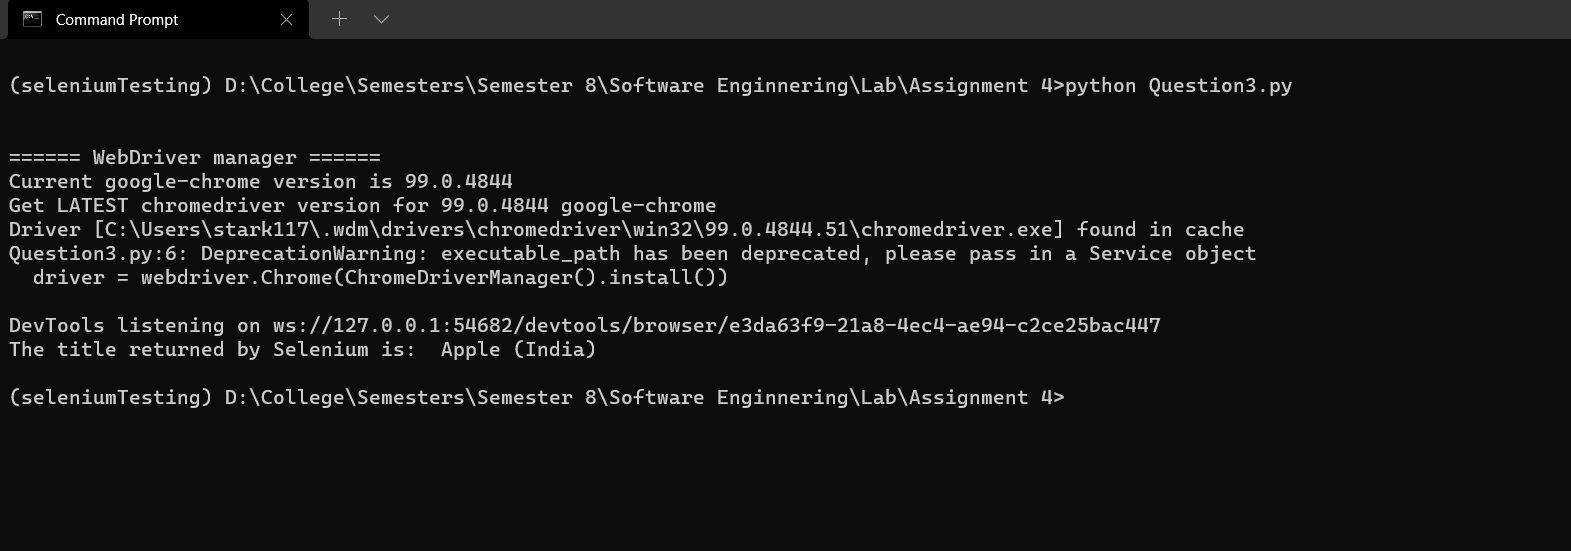 Command Prompt
(seleniumTesting) D:\College\Semesters\Semester 8\Software Enginnering\Lab\Assignment 4>python Question3.py
====== WebDriver manager ======
Current google-chrome version is 99.0.4844
Get LATEST chromedriver version for 99.0.4844 google-chrome
Driver [C:\Users\stark117\.wdm\drivers\chromedriver\win32\99.0.4844.51\chromedriver.exe] found in cache
Question3.py:6: DeprecationWarning: executable_path has been deprecated, please pass in a Service object
  driver = webdriver.Chrome(ChromeDriverManager().install())
DevTools listening on ws://127.0.0.1:54682/devtools/browser/e3da63f9-21a8-4ec4-ae94-c2ce25bac447
The title returned by Selenium is:  Apple (India)
(seleniumTesting) D:\College\Semesters\Semester 8\Software Enginnering\Lab\Assignment 4>